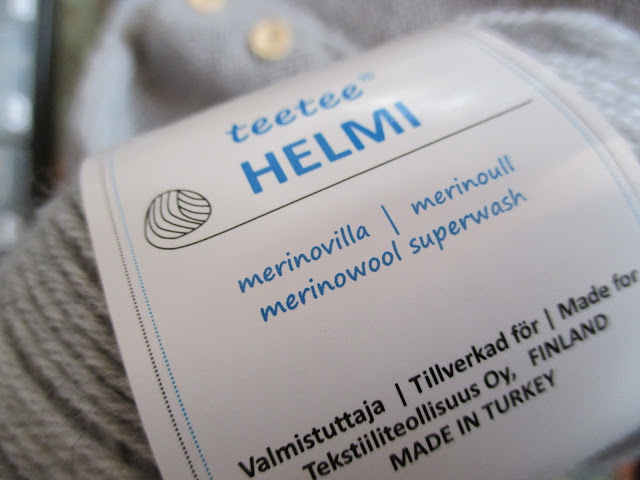 teetee®
HELMI
merinovilla | merinoull
merinowool superwash
Valmistuttaja | Tillverkad för | Made for
Tekstiiliteollisuus Oy, FINLAND
MADE IN TURKEY